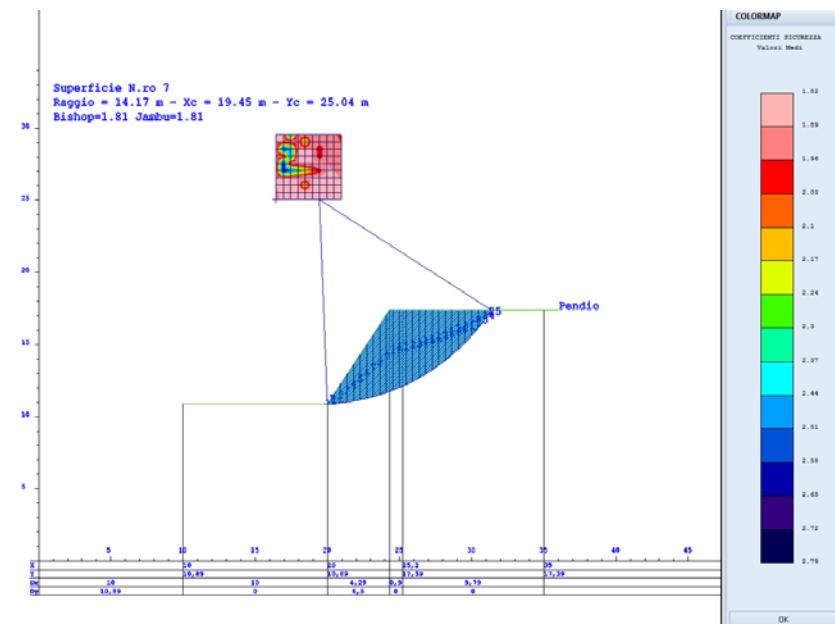 COLORMAP
COEFFICIENTI SICUREZZA
Valori Medi
Superficie N.ro 7
Raggio = 14.17 m - Xc = 19.45 m - Yc = 25.04 m
Bishop=1.81 Jambu=1.81
1.82
1.89
1.96
2.03
2.1
2.17
2.24
2.3
2.37
2.44
2.51
2.58
2.65
2.72
2.79
30
25
20
15
10
5
Pendio
25
5 10 15 20 25 30 35 40 45
X 10 20 25,2 35
Y 10,89 10,89 17,39 17,39
Dx 10 10 4,29 0,9 9,79
Dy 10,89 0 6,5 0 0
OK